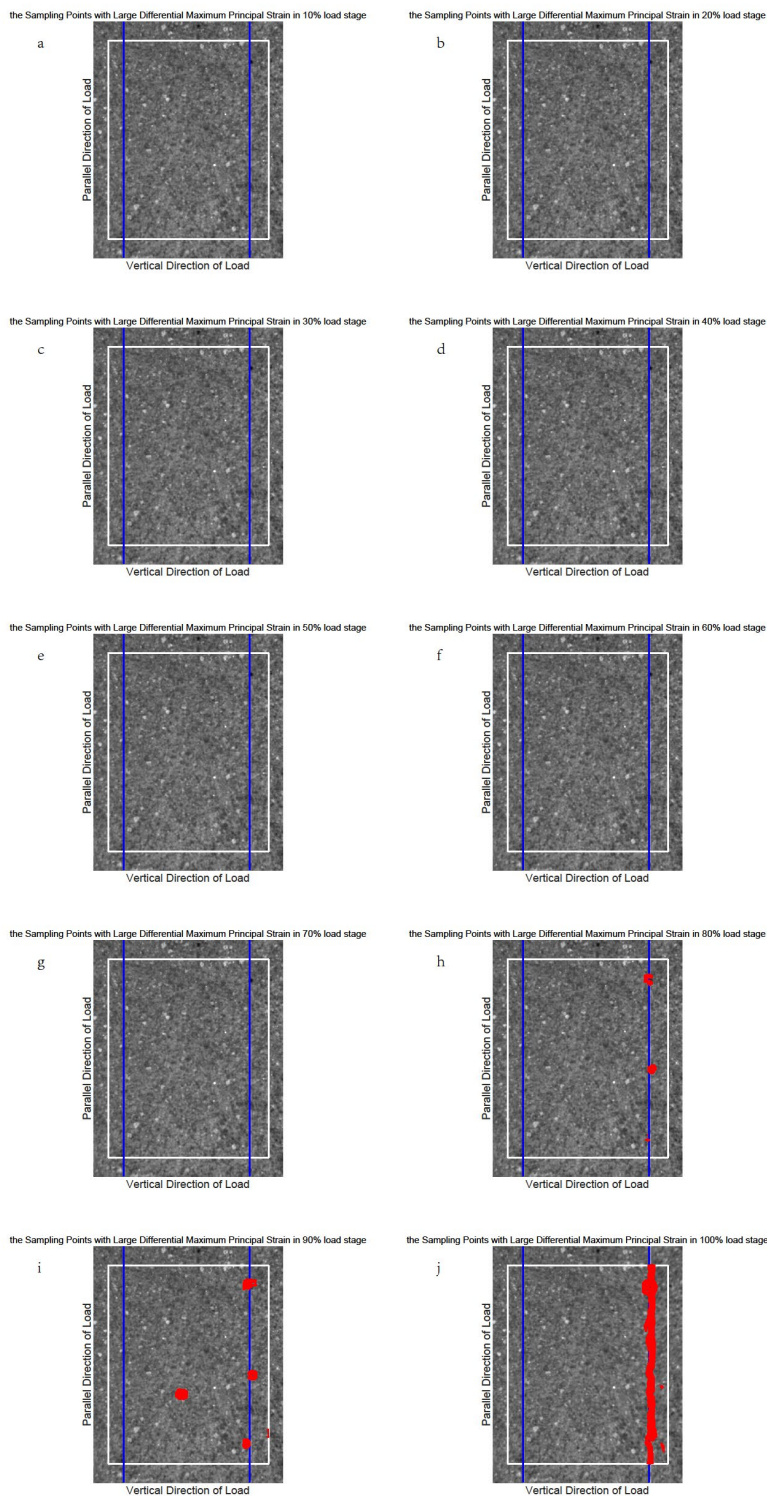 the Sampling Points with Large Differential Maximum Principal Strain in 10% load stage
a
Parallel Direction of Load
Vertical Direction of Load
the Sampling Points with Large Differential Maximum Principal Strain in 20% load stage
b
Parallel Direction of Load
Vertical Direction of Load
the Sampling Points with Large Differential Maximum Principal Strain in 30% load stage
c
Parallel Direction of Load
Vertical Direction of Load
the Sampling Points with Large Differential Maximum Principal Strain in 40% load stage
d
Parallel Direction of Load
Vertical Direction of Load
the Sampling Points with Large Differential Maximum Principal Strain in 50% load stage
e
Parallel Direction of Load
Vertical Direction of Load
the Sampling Points with Large Differential Maximum Principal Strain in 60% load stage
f
Parallel Direction of Load
Vertical Direction of Load
the Sampling Points with Large Differential Maximum Principal Strain in 70% load stage
g
Parallel Direction of Load
Vertical Direction of Load
the Sampling Points with Large Differential Maximum Principal Strain in 80% load stage
h
Parallel Direction of Load
Vertical Direction of Load
the Sampling Points with Large Differential Maximum Principal Strain in 90% load stage
i
Parallel Direction of Load
Vertical Direction of Load
the Sampling Points with Large Differential Maximum Principal Strain in 100% load stage
j
Parallel Direction of Load
Vertical Direction of Load